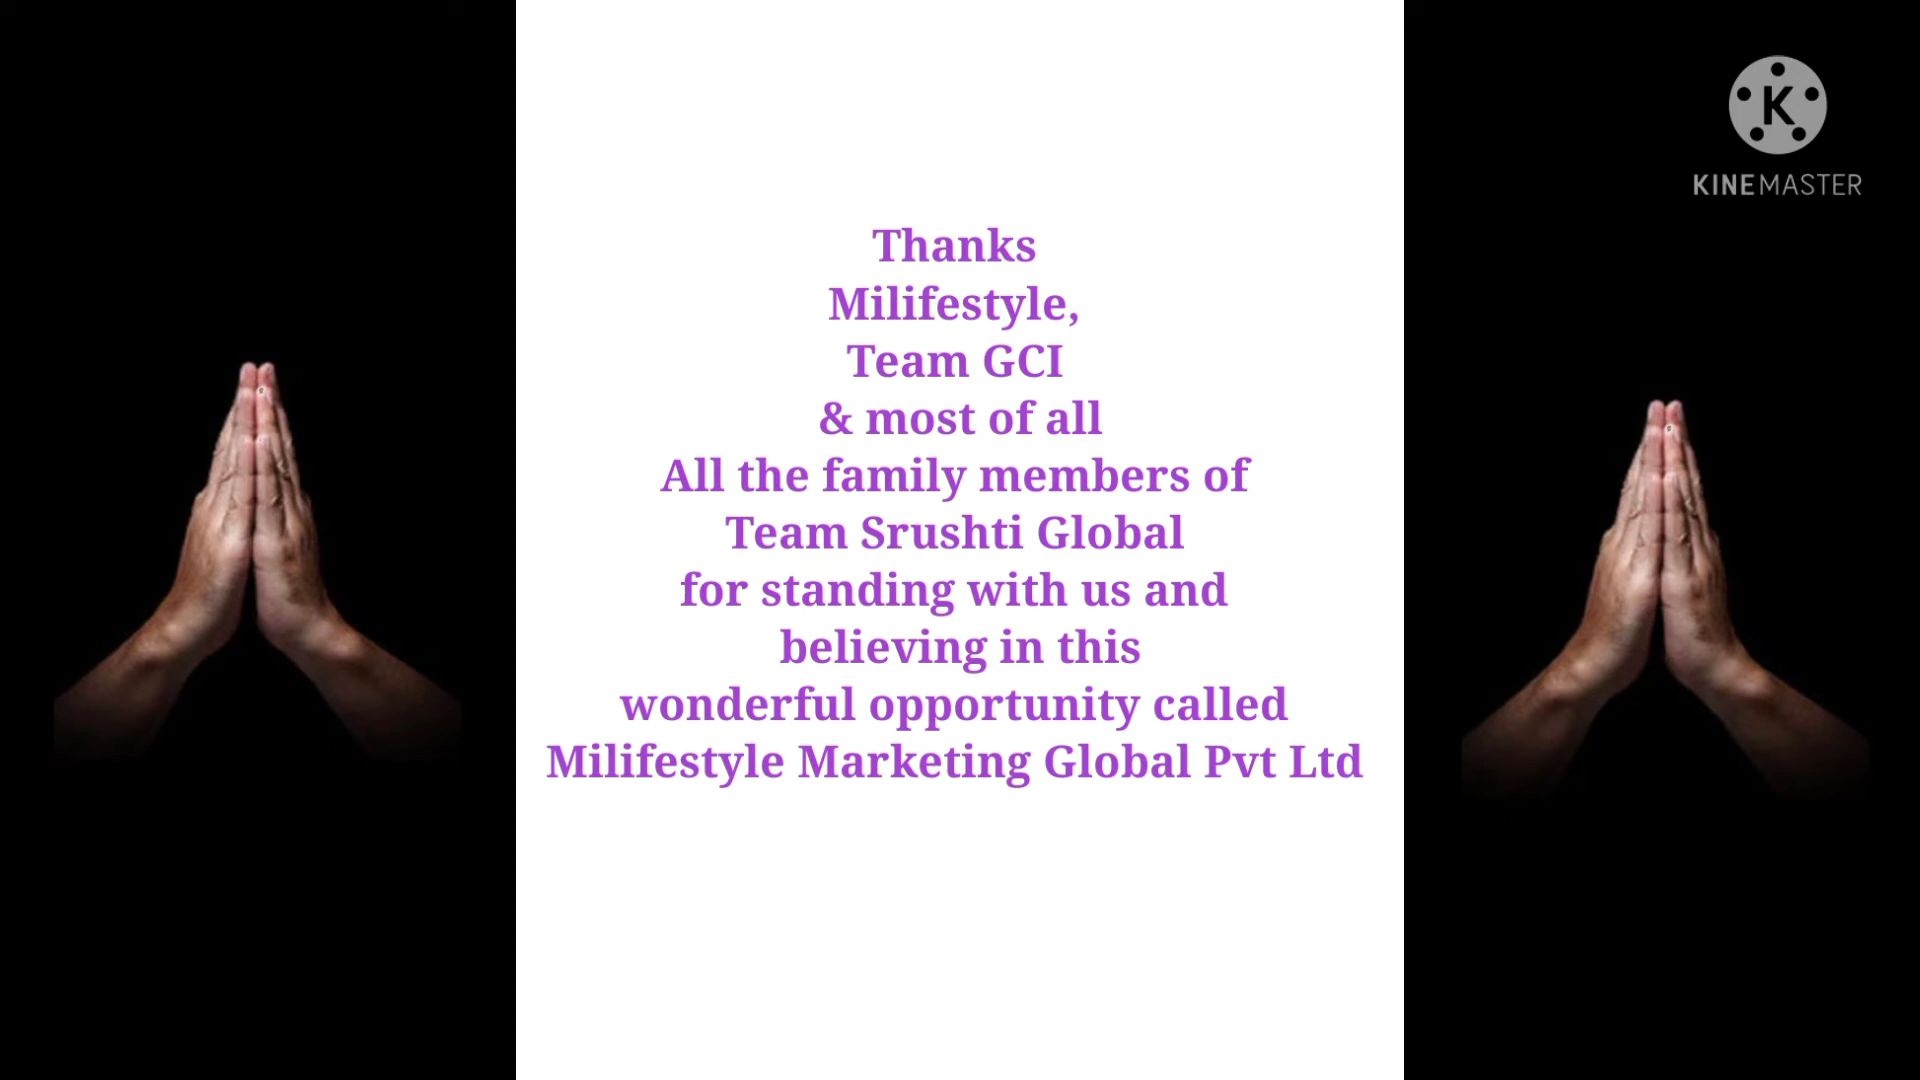 Thanks
Milifestyle,
Team GCI
& most of all
All the family members of
Team Srushti Global
for standing with us and
believing in this
wonderful opportunity called
Milifestyle Marketing Global Pvt Ltd
K
KINEMASTER